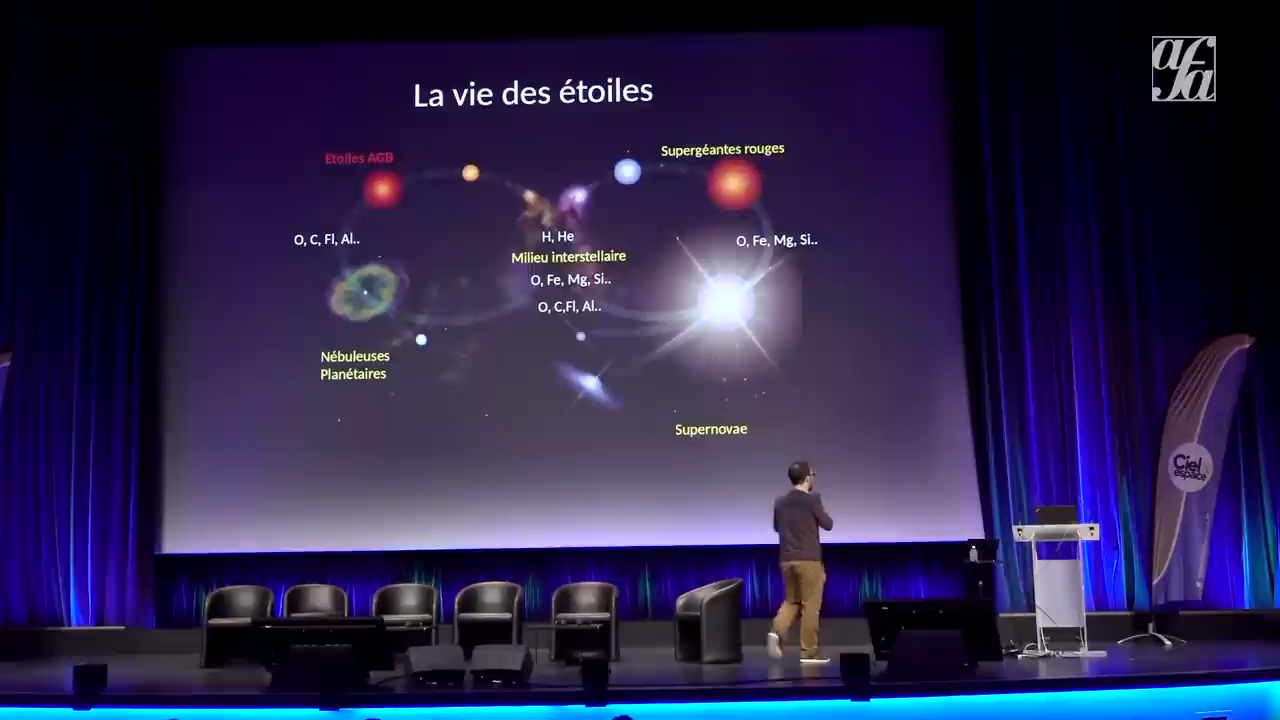 La vie des étoiles
afa
Etoiles AGB
Supergéantes rouges
O, C, Fl, Al..
H, He
O, Fe, Mg, Si..
Milieu interstellaire
O, Fe, Mg, Si..
O, C,Fl, Al..
Nébuleuses
Planétaires
Supernovae
Ciel &
espace